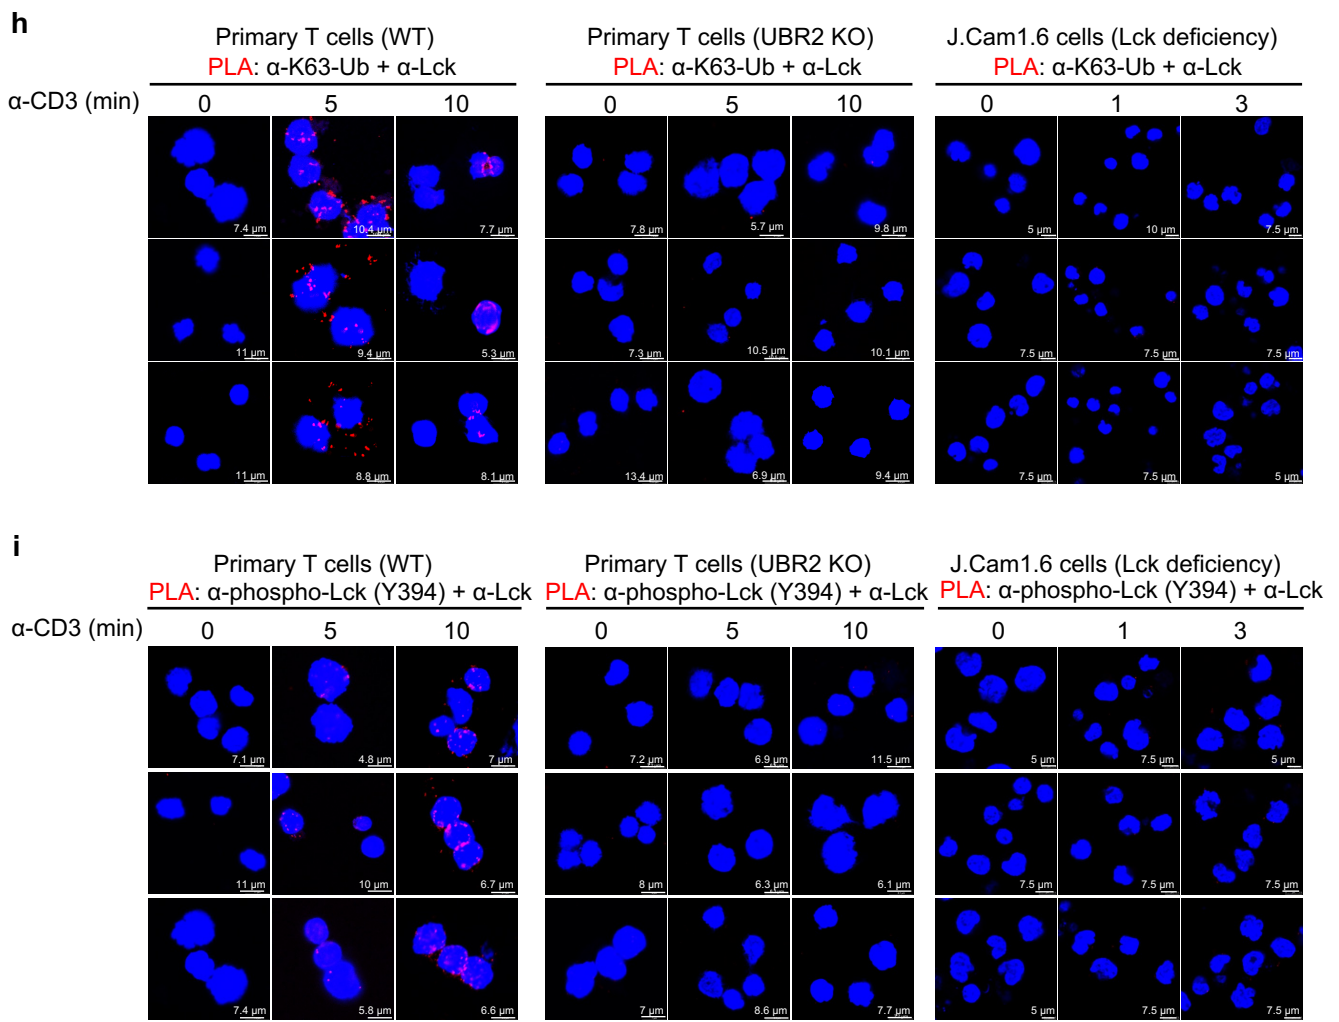 h
Primary T cells (WT)
PLA: α-K63-Ub + α-Lck
Primary T cells (UBR2 KO)
PLA: α-K63-Ub + α-Lck
J.Cam1.6 cells (Lck deficiency)
PLA: α-K63-Ub + α-Lck
α-CD3 (min) 0 5 10 0 5 10 0 1 3
7.4 µm 10.4 µm 7.7 µm 7.8 µm 5.7 µm 9.8 µm 5 µm 10 µm 7.5 µm
11 µm 9.4 µm 5.3 µm 7.3 µm 10.5 µm 10.1 µm 7.5 µm 7.5 µm 7.5 µm
11 µm 8.8 µm 8.1 µm 13.4 µm 6.9 µm 9.4 µm 7.5 µm 7.5 µm 5 µm
i
Primary T cells (WT)
PLA: α-phospho-Lck (Y394) + α-Lck
Primary T cells (UBR2 KO)
PLA: α-phospho-Lck (Y394) + α-Lck
J.Cam1.6 cells (Lck deficiency)
PLA: α-phospho-Lck (Y394) + α-Lck
α-CD3 (min) 0 5 10 0 5 10 0 1 3
7.1 µm 4.8 µm 7 µm 7.2 µm 6.9 µm 11.5 µm 5 µm 7.5 µm 5 µm
11 µm 10 µm 6.7 µm 8 µm 6.3 µm 6.1 µm 7.5 µm 7.5 µm 7.5 µm
7.4 µm 5.8 µm 6.6 µm 7 µm 8.6 µm 7.7 µm 5 µm 7.5 µm 7.5 µm